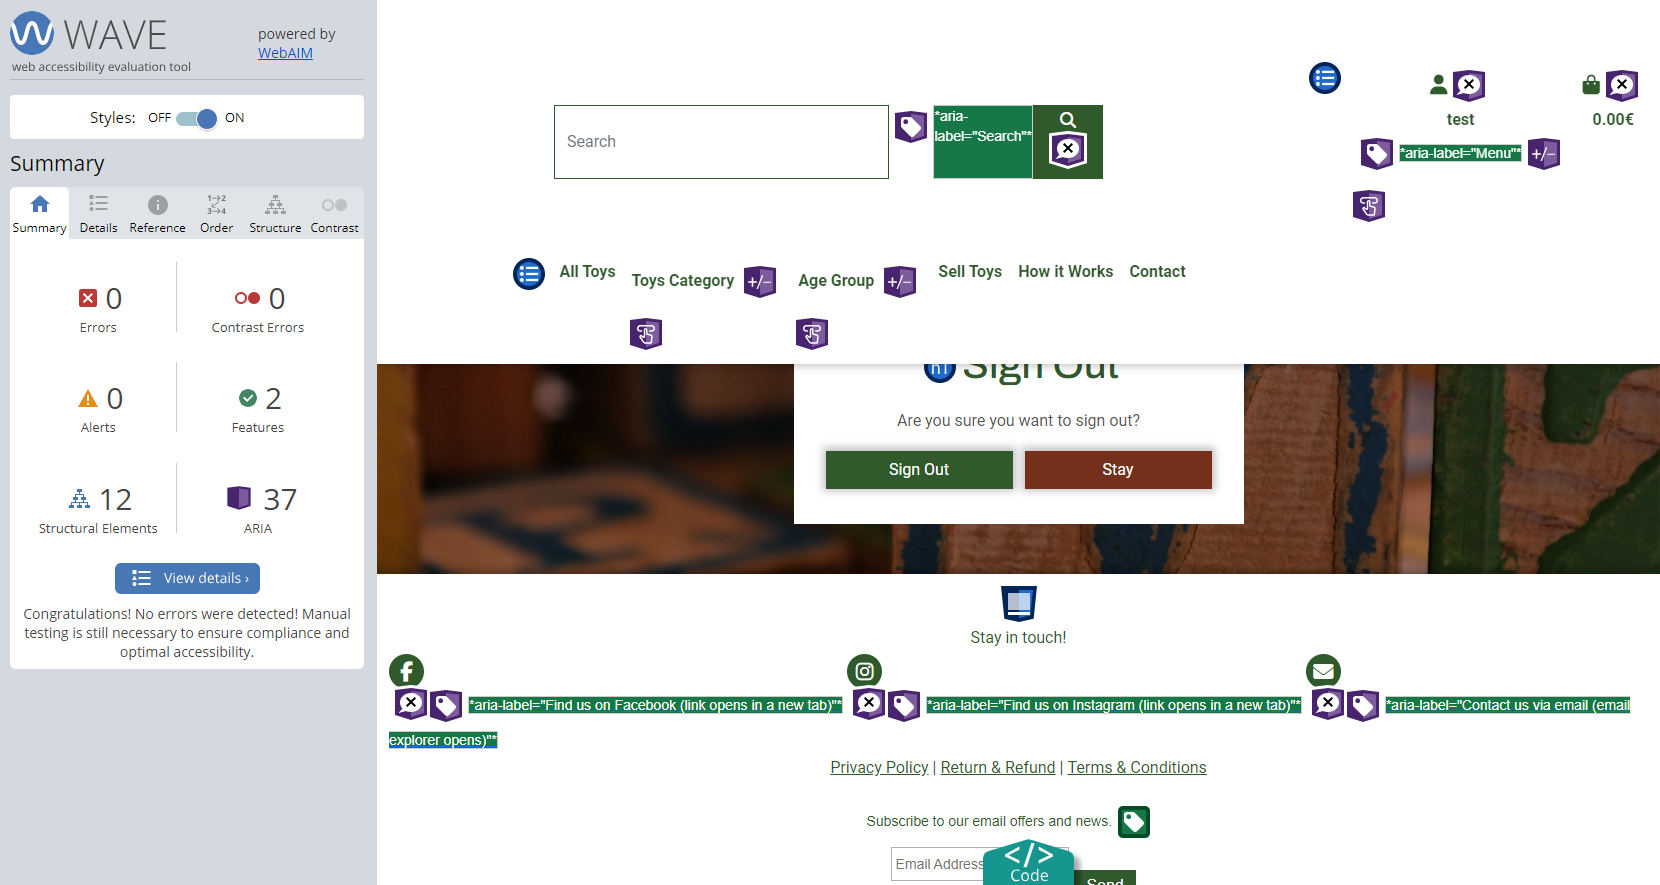 WAVE
powered by
WebAIM
web accessibility evaluation tool
Styles: OFF ON
Summary
Summary Details Reference Order Structure Contrast
0
Errors
0
Contrast Errors
0
Alerts
2
Features
12
Structural Elements
37
ARIA
View details ›
Congratulations! No errors were detected! Manual
testing is still necessary to ensure compliance and
optimal accessibility.
Search
*aria-
label="Search"*
test
0.00€
*aria-label="Menu"*
+/−
All Toys
Toys Category
+/−
Age Group
+/−
Sell Toys
How it Works
Contact
h1 Sign Out
Are you sure you want to sign out?
Sign Out
Stay
Stay in touch!
*aria-label="Find us on Facebook (link opens in a new tab)"*
*aria-label="Find us on Instagram (link opens in a new tab)"*
*aria-label="Contact us via email (email
explorer opens)"*
Privacy Policy | Return & Refund | Terms & Conditions
Subscribe to our email offers and news.
Email Address
</>
Code
Send